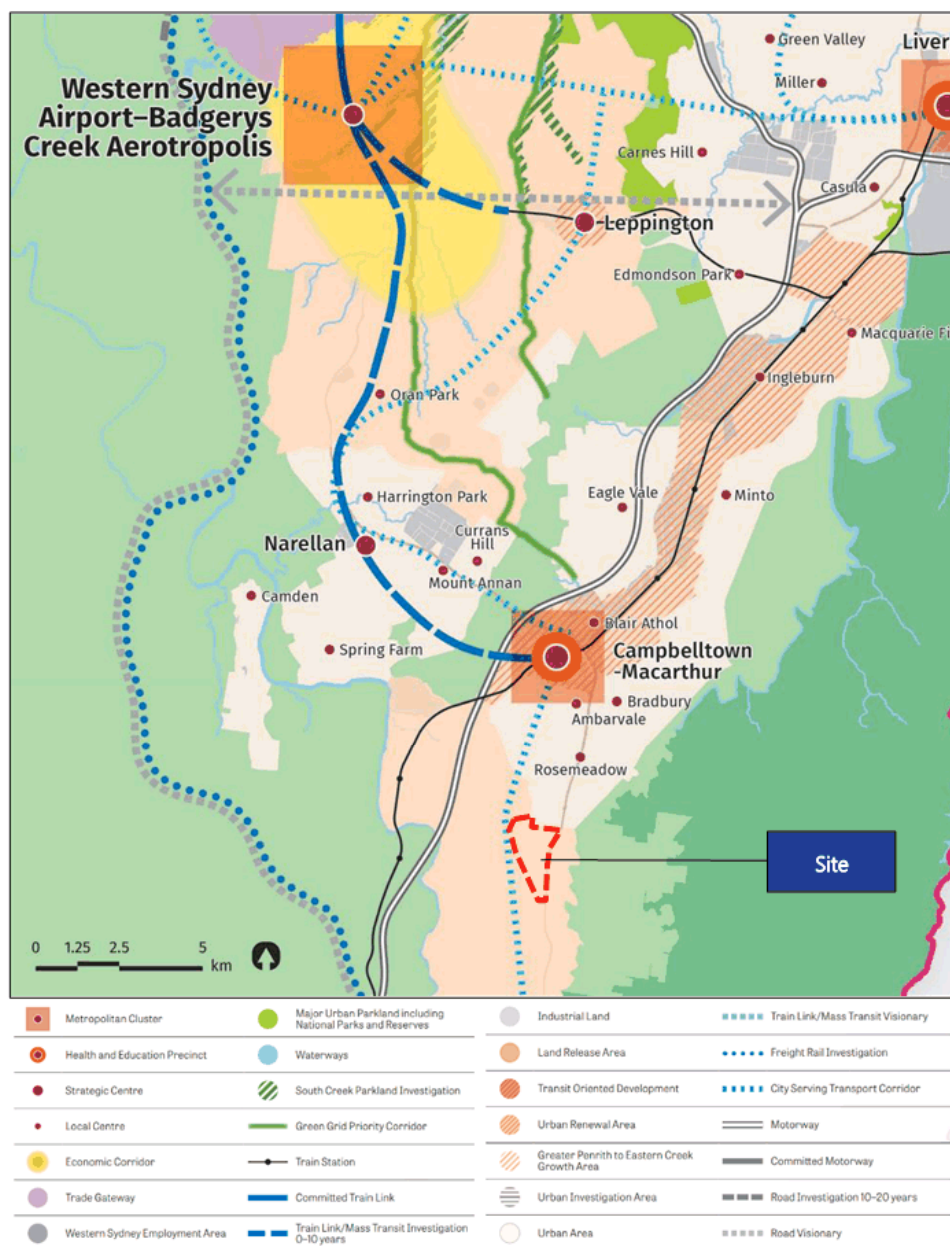 Green Valley
Liver
Miller
Western Sydney
Airport–Badgerys
Creek Aerotropolis
Carnes Hill
Casula
Leppington
Edmondson Park
Macquarie Fi
Ingleburn
Oran Park
Eagle Vale
Minto
Harrington Park
Currans
Hill
Narellan
Mount Annan
Camden
Blair Athol
Spring Farm
Campbelltown
-Macarthur
Bradbury
Ambarvale
Rosemeadow
Site
0 1.25 2.5 5
km
Metropolitan Cluster
Health and Education Precinct
Strategic Centre
Local Centre
Economic Corridor
Trade Gateway
Western Sydney Employment Area
Major Urban Parkland including
National Parks and Reserves
Waterways
South Creek Parkland Investigation
Green Grid Priority Corridor
Train Station
Committed Train Link
Train Link/Mass Transit Investigation
0–10 years
Industrial Land
Land Release Area
Transit Oriented Development
Urban Renewal Area
Greater Penrith to Eastern Creek
Growth Area
Urban Investigation Area
Urban Area
Train Link/Mass Transit Visionary
Freight Rail Investigation
City Serving Transport Corridor
Motorway
Committed Motorway
Road Investigation 10–20 years
Road Visionary